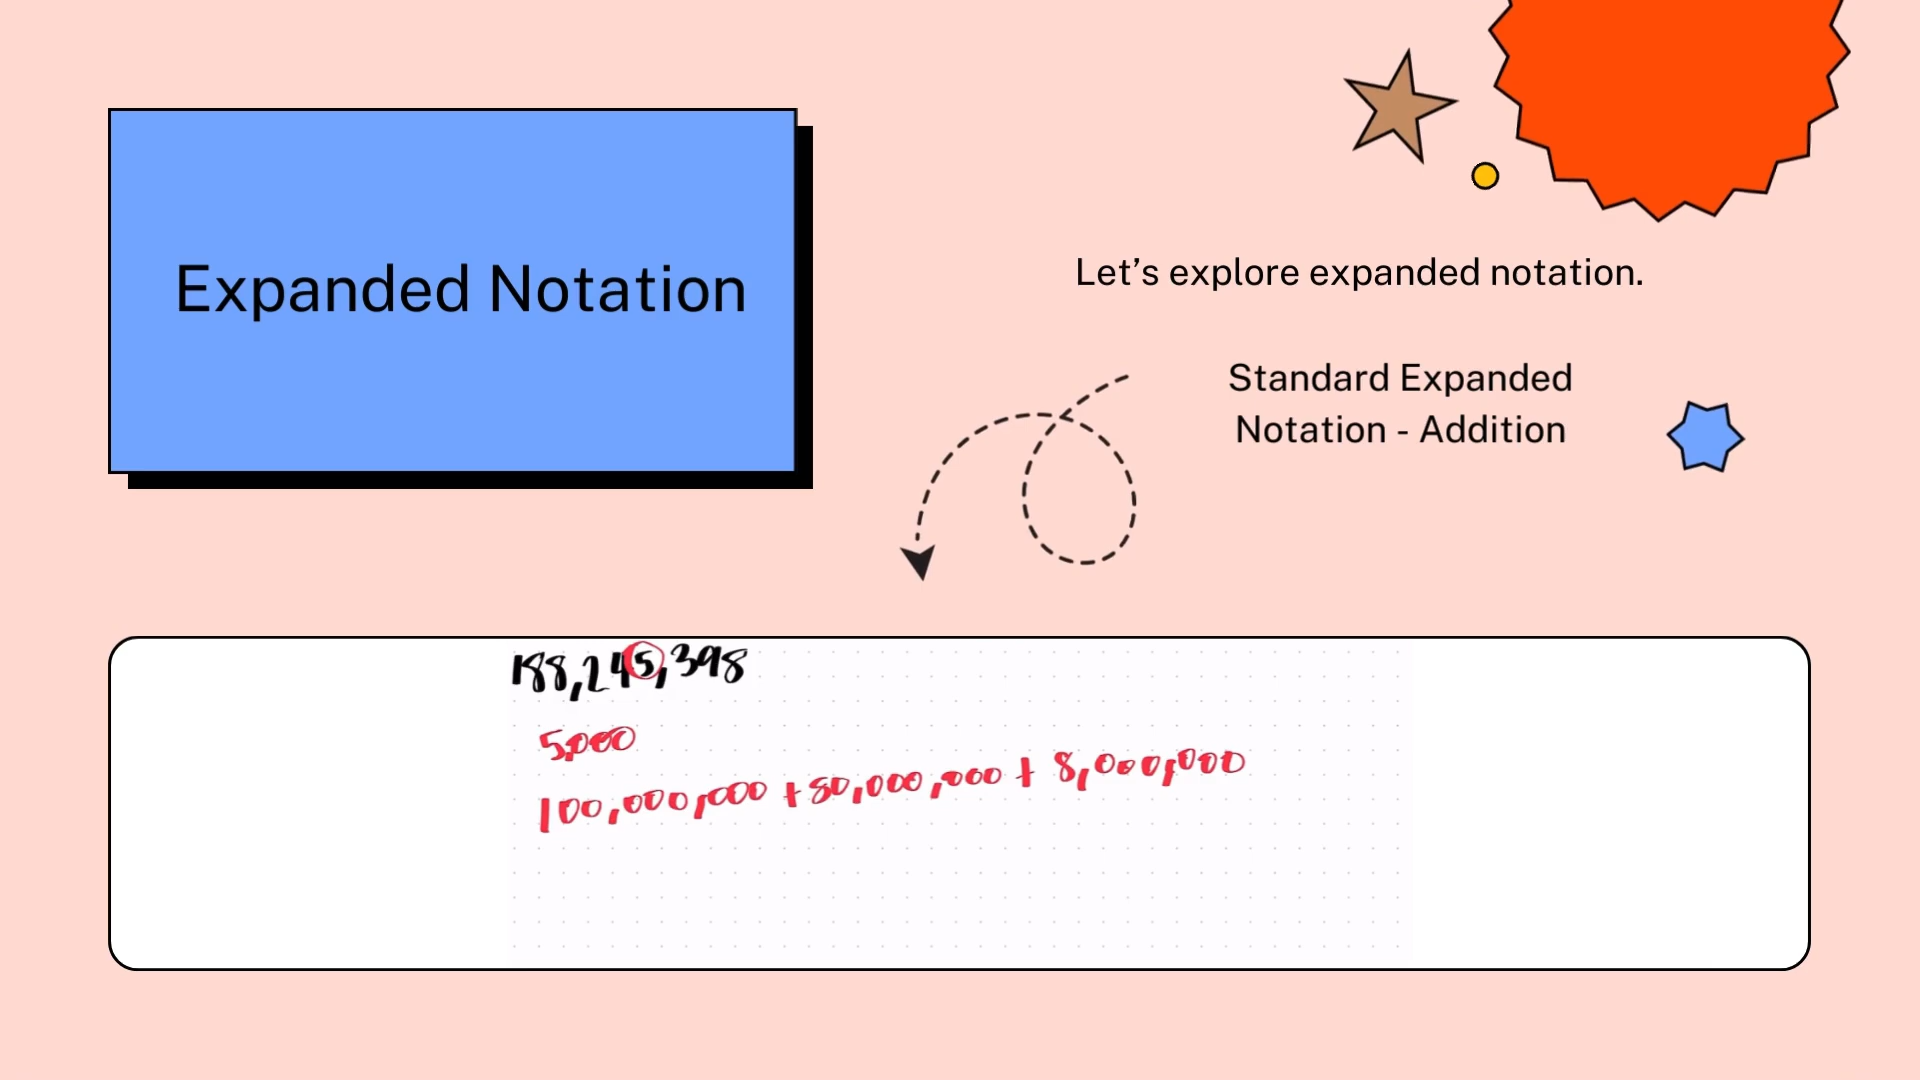 Expanded Notation
Let’s explore expanded notation.
Standard Expanded
Notation - Addition
188,245,398
5,000
100,000,000 + 80,000,000 + 8,000,000